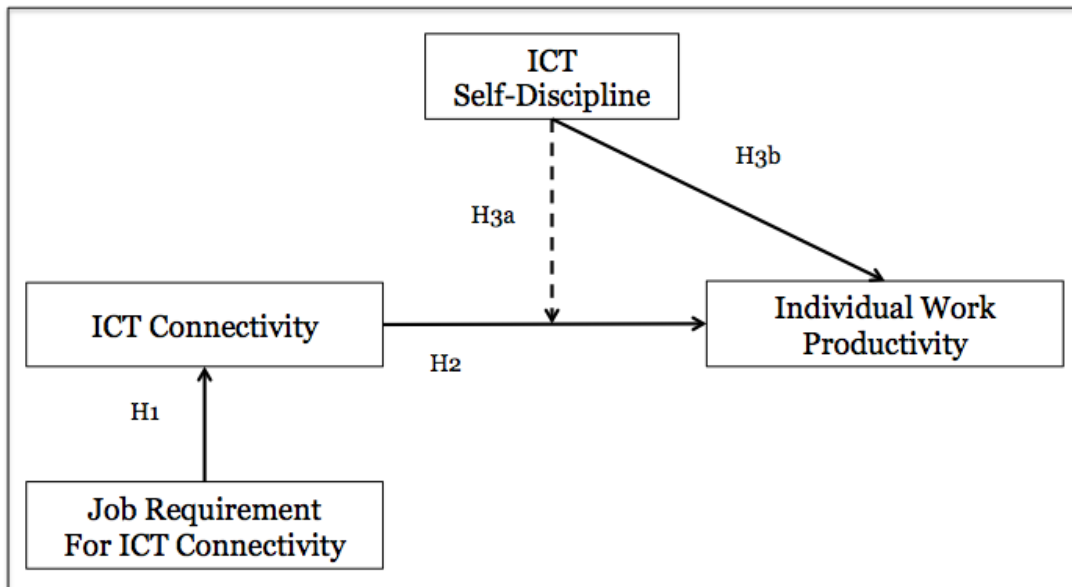 ICT
Self-Discipline
H3b
H3a
ICT Connectivity
Individual Work
Productivity
H2
H1
Job Requirement
For ICT Connectivity